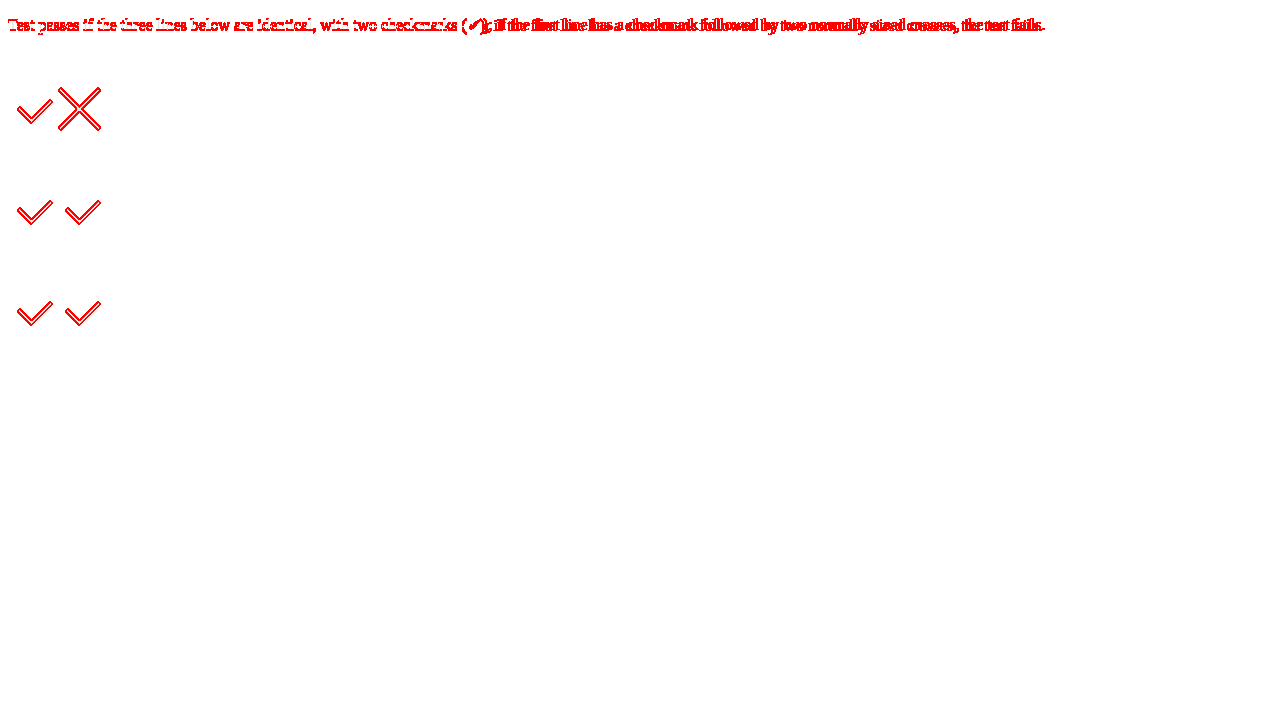 Test passes if the three lines below are identical, with two checkmarks (✓); if the first line has a checkmark followed by two normally sized crosses, the test fails.
✓╳
✓ ✓
✓ ✓